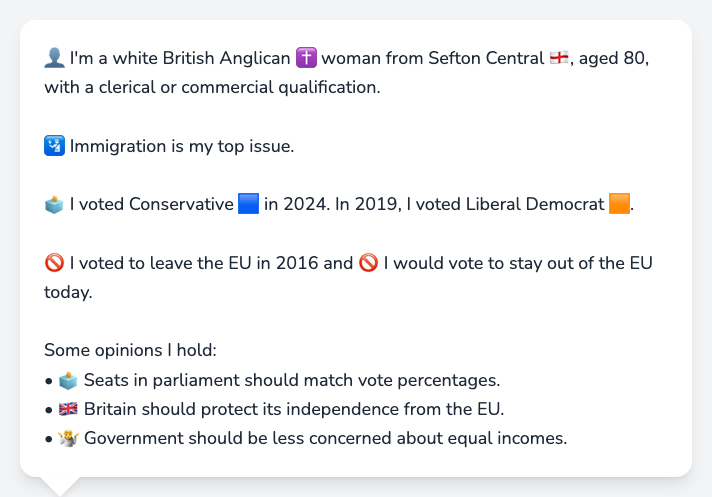 👤 I'm a white British Anglican ✝️ woman from Sefton Central 🏴󠁧󠁢󠁥󠁮󠁧󠁿, aged 80,
with a clerical or commercial qualification.
🛂 Immigration is my top issue.
🗳️ I voted Conservative 🟦 in 2024. In 2019, I voted Liberal Democrat 🟧.
🚫 I voted to leave the EU in 2016 and 🚫 I would vote to stay out of the EU
today.
Some opinions I hold:
• 🗳️ Seats in parliament should match vote percentages.
• 🇬🇧 Britain should protect its independence from the EU.
• 🤷 Government should be less concerned about equal incomes.